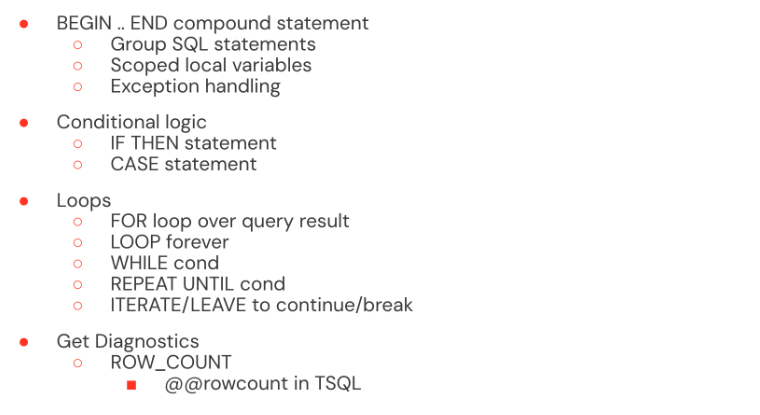 BEGIN .. END compound statement
Group SQL statements
Scoped local variables
Exception handling
Conditional logic
IF THEN statement
CASE statement
Loops
FOR loop over query result
LOOP forever
WHILE cond
REPEAT UNTIL cond
ITERATE/LEAVE to continue/break
Get Diagnostics
ROW_COUNT
@@rowcount in TSQL